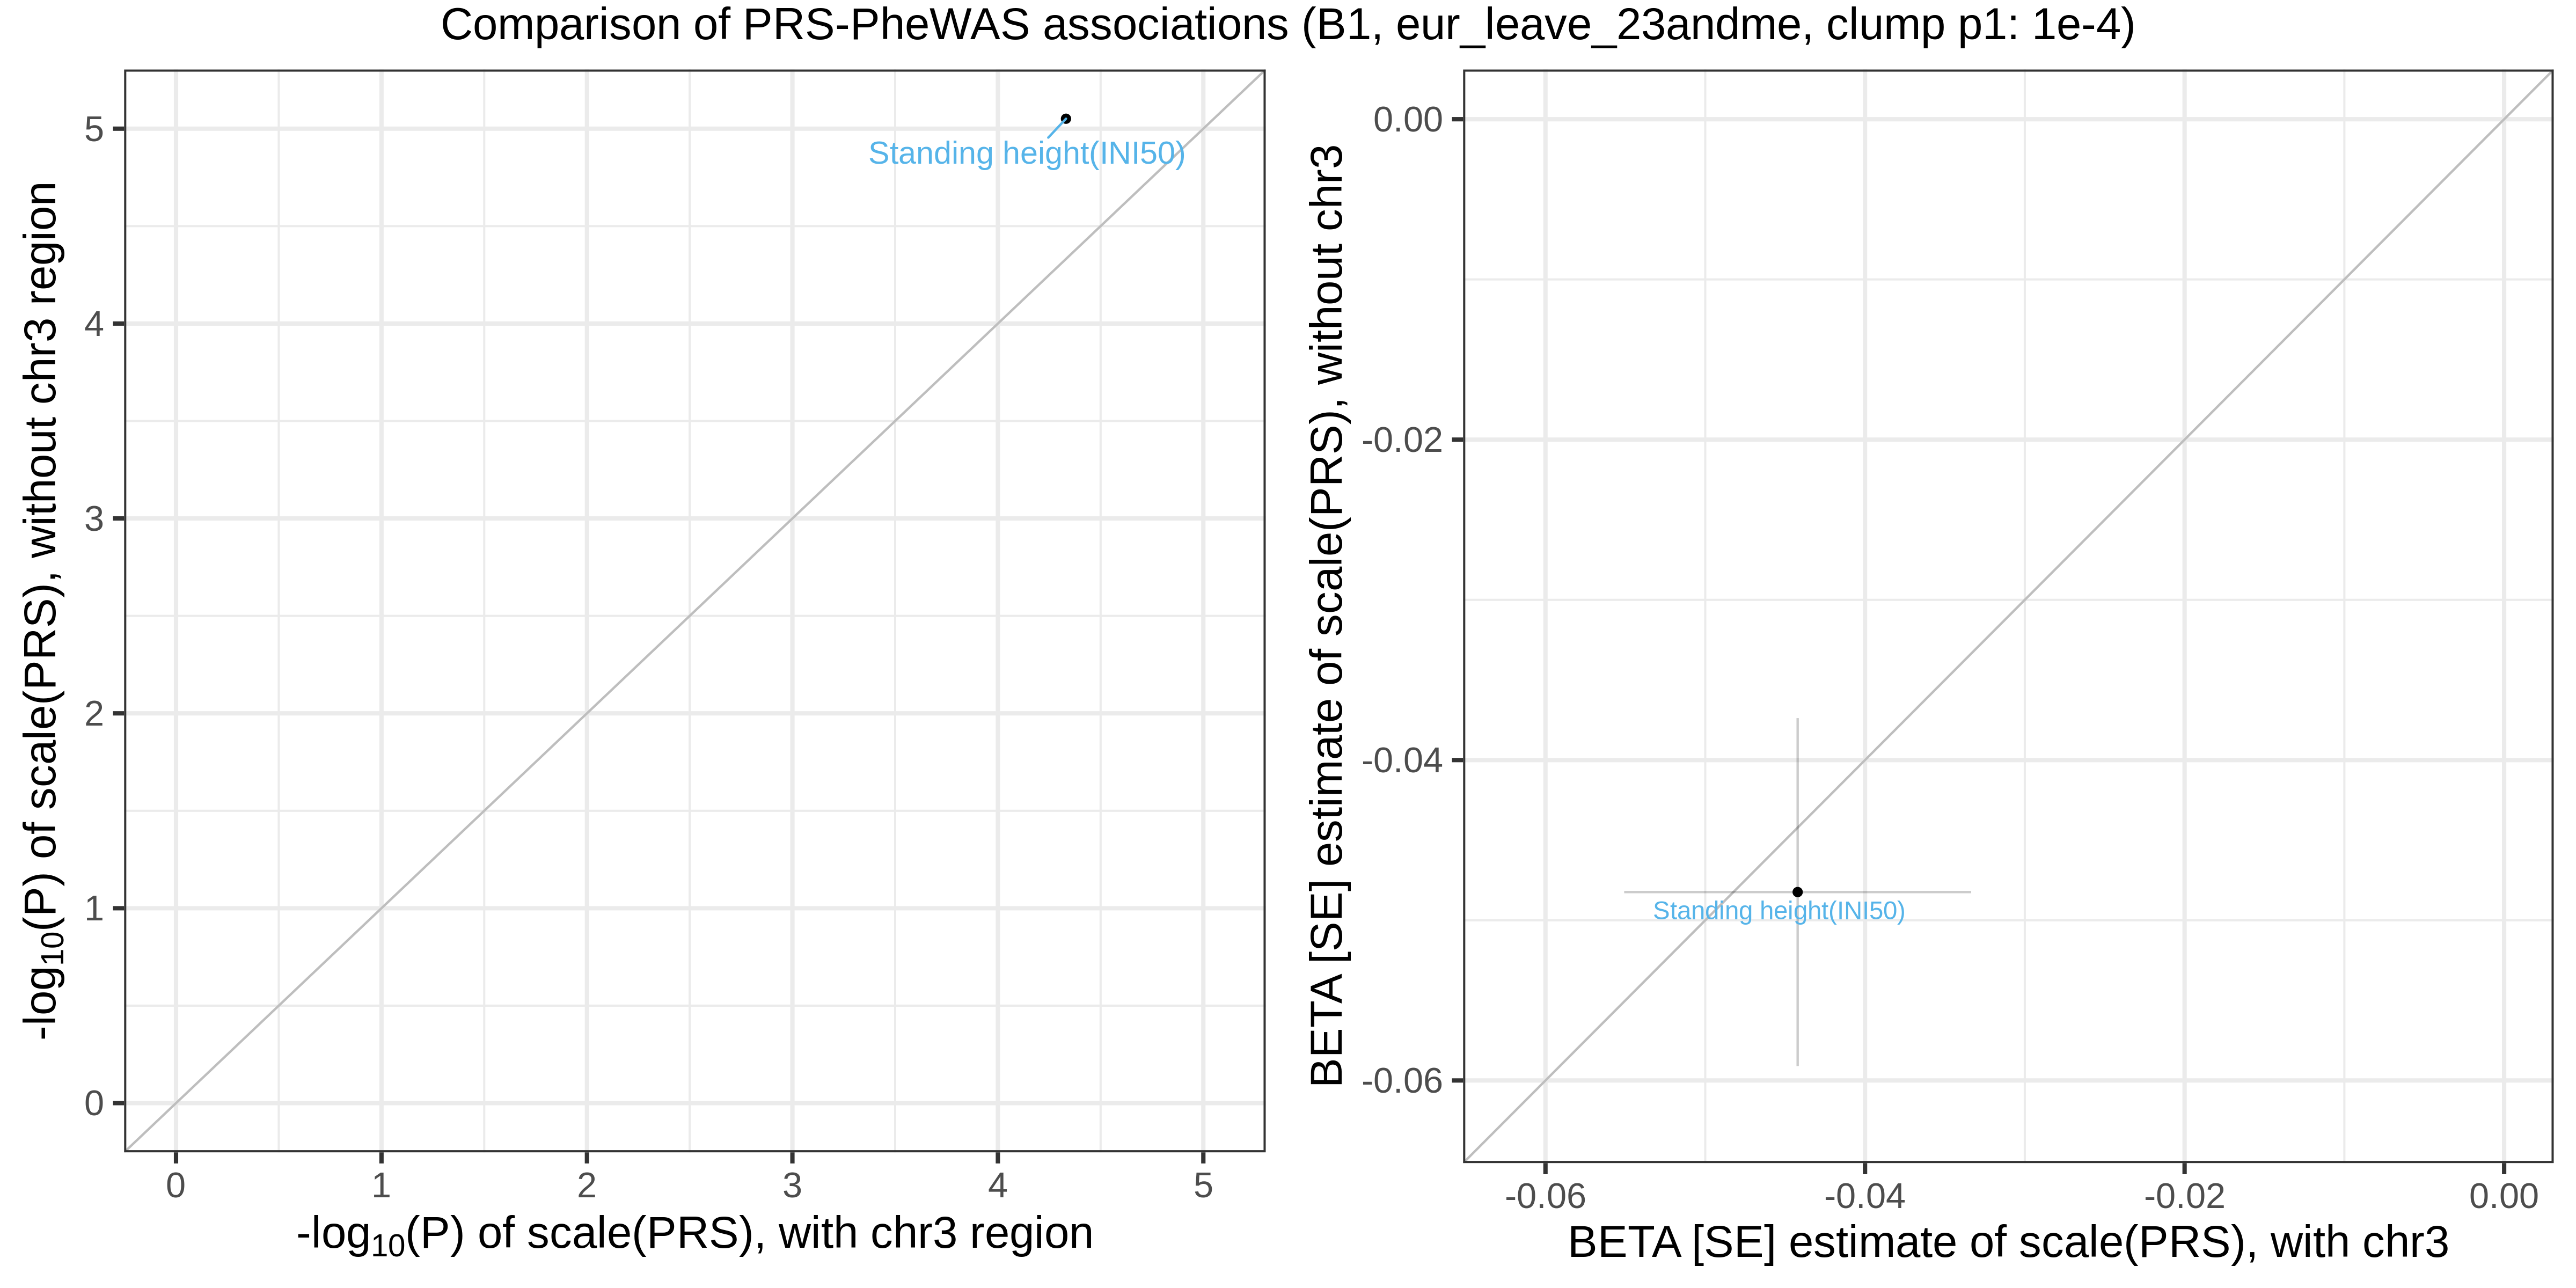 Comparison of PRS-PheWAS associations (B1, eur_leave_23andme, clump p1: 1e-4)
-log10(P) of scale(PRS), without chr3 region
5
4
3
2
1
0
Standing height(INI50)
0 1 2 3 4 5
-log10(P) of scale(PRS), with chr3 region
BETA [SE] estimate of scale(PRS), without chr3
0.00
-0.02
-0.04
-0.06
Standing height(INI50)
-0.06 -0.04 -0.02 0.00
BETA [SE] estimate of scale(PRS), with chr3